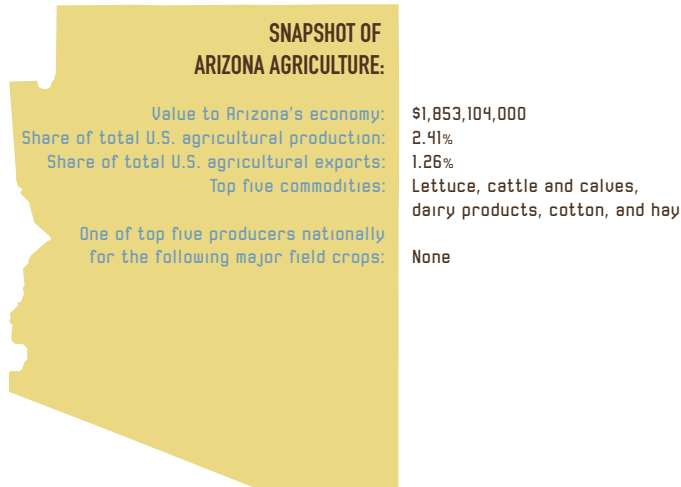 SNAPSHOT OF
ARIZONA AGRICULTURE:
Value to Arizona's economy: $1,853,104,000
Share of total U.S. agricultural production: 2.41%
Share of total U.S. agricultural exports: 1.26%
Top five commodities: Lettuce, cattle and calves,
dairy products, cotton, and hay
One of top five producers nationally
for the following major field crops: None